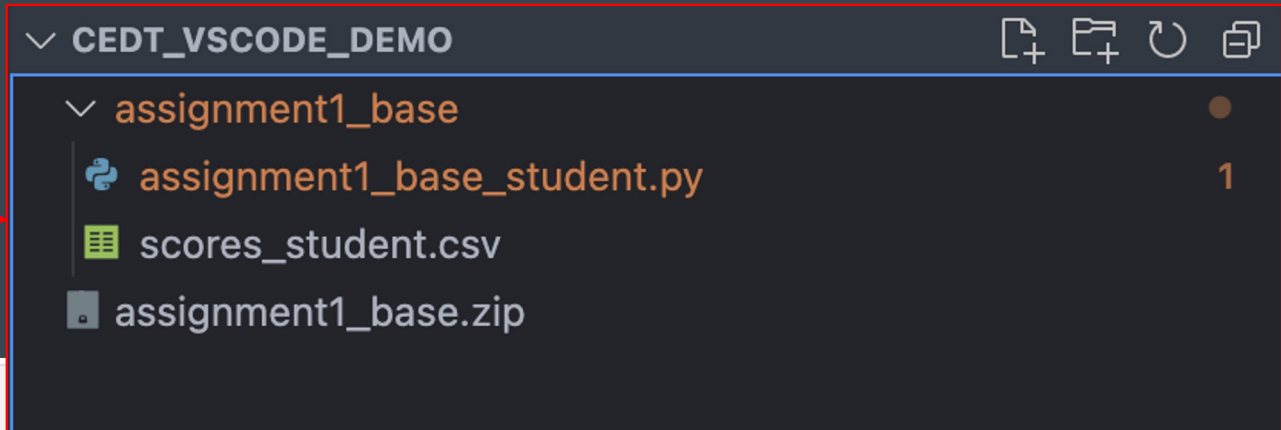 CEDT_VSCODE_DEMO
assignment1_base
assignment1_base_student.py 1
scores_student.csv
assignment1_base.zip